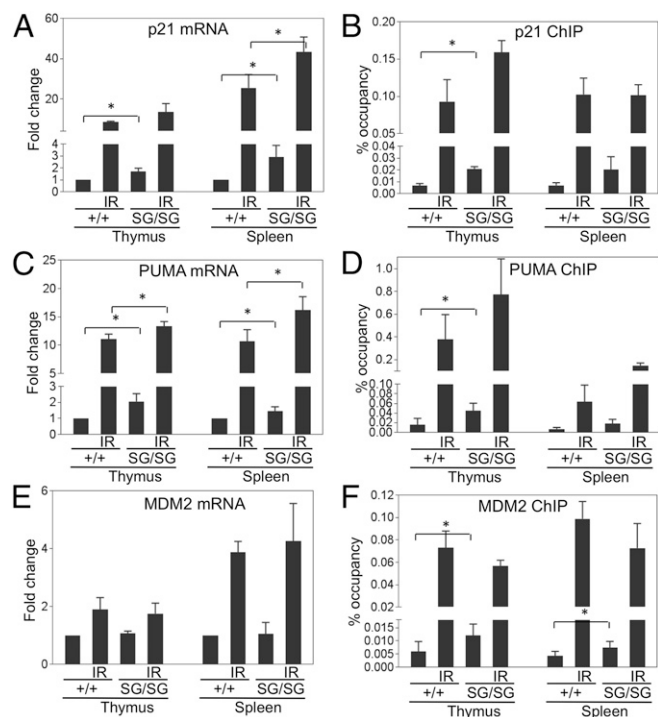 A
p21 mRNA
Fold change
60
40
20
4
3
2
1
0
*
*
*
IR
IR
IR
IR
+/+
SG/SG
+/+
SG/SG
Thymus
Spleen
B
p21 ChIP
% occupancy
0.20
0.15
0.10
0.05
0.04
0.03
0.02
0.01
0.00
*
IR
IR
IR
IR
+/+
SG/SG
+/+
SG/SG
Thymus
Spleen
C
PUMA mRNA
Fold change
25
20
15
10
5
4
3
2
1
0
*
*
*
*
IR
IR
IR
IR
+/+
SG/SG
+/+
SG/SG
Thymus
Spleen
D
PUMA ChIP
% occupancy
1.0
0.8
0.6
0.4
0.2
0.10
0.08
0.06
0.04
0.02
0.00
*
IR
IR
IR
IR
+/+
SG/SG
+/+
SG/SG
Thymus
Spleen
E
MDM2 mRNA
Fold change
6
4
2
0
IR
IR
IR
IR
+/+
SG/SG
+/+
SG/SG
Thymus
Spleen
F
MDM2 ChIP
% occupancy
0.12
0.10
0.08
0.06
0.04
0.02
0.020
0.015
0.010
0.005
0.000
*
*
IR
IR
IR
IR
+/+
SG/SG
+/+
SG/SG
Thymus
Spleen